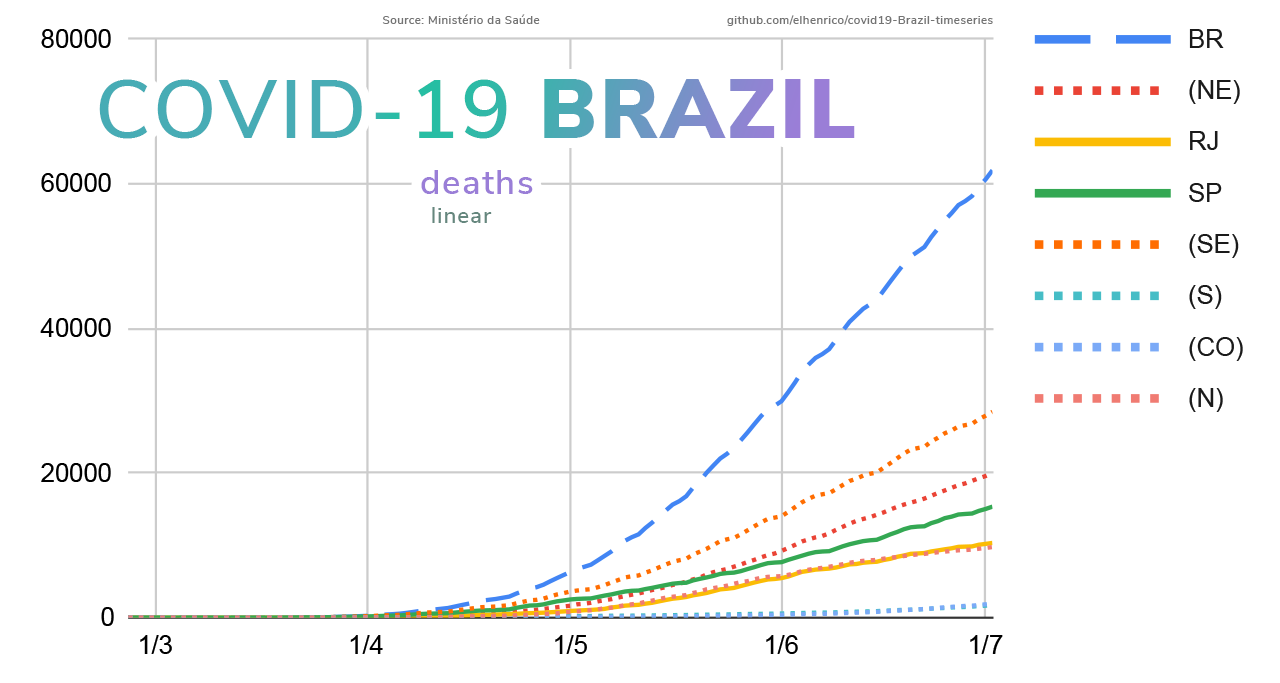 Source: Ministério da Saúde
github.com/elhenrico/covid19-Brazil-timeseries
COVID-19 BRAZIL
deaths
linear
80000
60000
40000
20000
0
1/3
1/4
1/5
1/6
1/7
BR
(NE)
RJ
SP
(SE)
(S)
(CO)
(N)